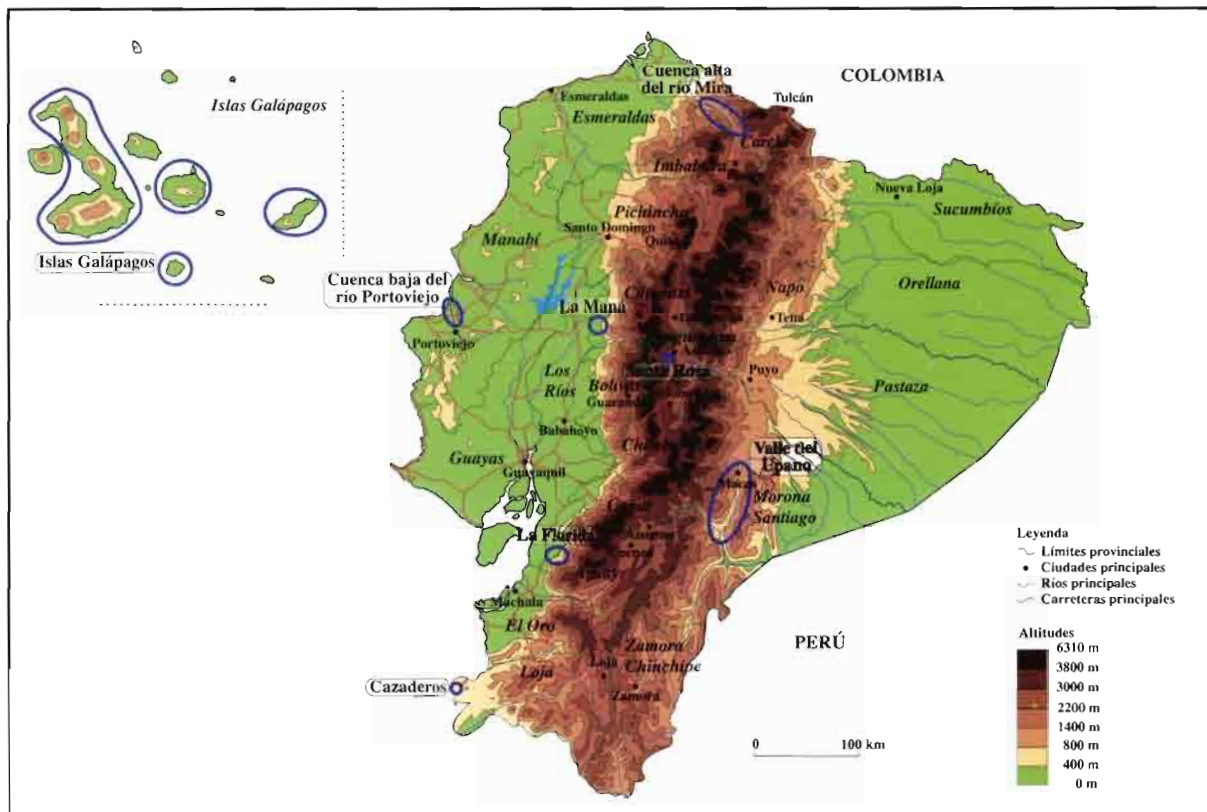 Islas Galápagos
Islas Galápagos
Cuenca alta
del río Mira
COLOMBIA
Esmeraldas
Esmeraldas
Tulcán
Carchi
Imbabura
Nueva Loja
Sucumbíos
Pichincha
Santo Domingo
Quito
Manabí
Orellana
Cuenca baja del
río Portoviejo
Napo
La Maná
Tena
Portoviejo
Santa Rosa
Los
Ríos
Puyo
Pastaza
Bolívar
Guaranda
Babahoyo
Guayas
Guayaquil
Valle del
Upano
Macas
Morona
Santiago
La Florida
Azuay
Machala
El Oro
PERÚ
Zamora
Chinchipe
Loja
Loja
Zamora
Cazaderos
Leyenda
Límites provinciales
Ciudades principales
Ríos principales
Carreteras principales
Altitudes
6310 m
3800 m
3000 m
2200 m
1400 m
800 m
400 m
0 m
0 100 km